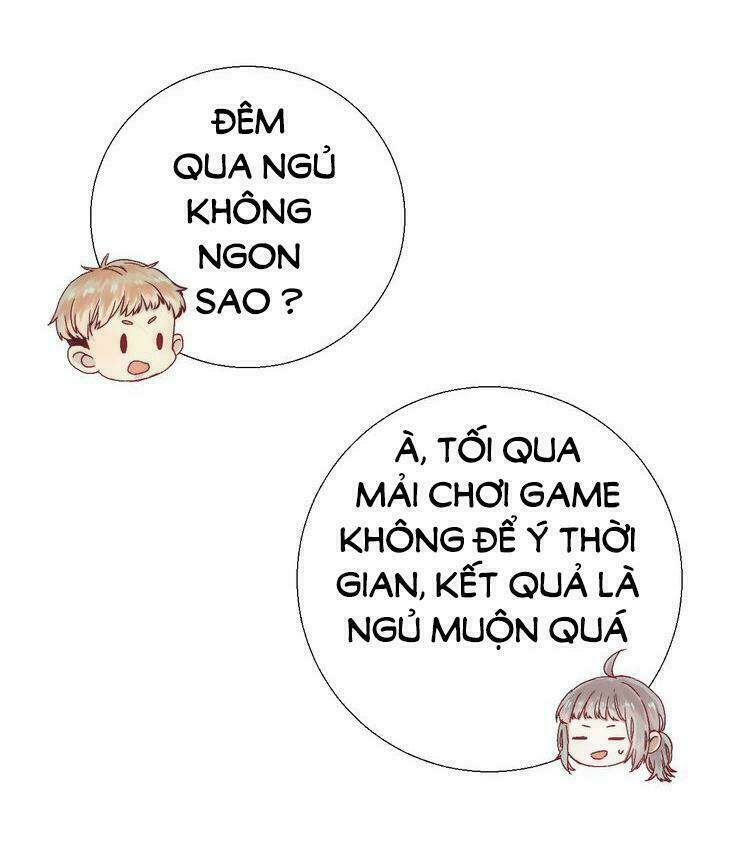 ĐÊM
QUA NGỦ
KHÔNG
NGON
SAO ?
À, TỐI QUA
MẢI CHƠI GAME
KHÔNG ĐỂ Ý THỜI
GIAN, KẾT QUẢ LÀ
NGỦ MUỘN QUÁ